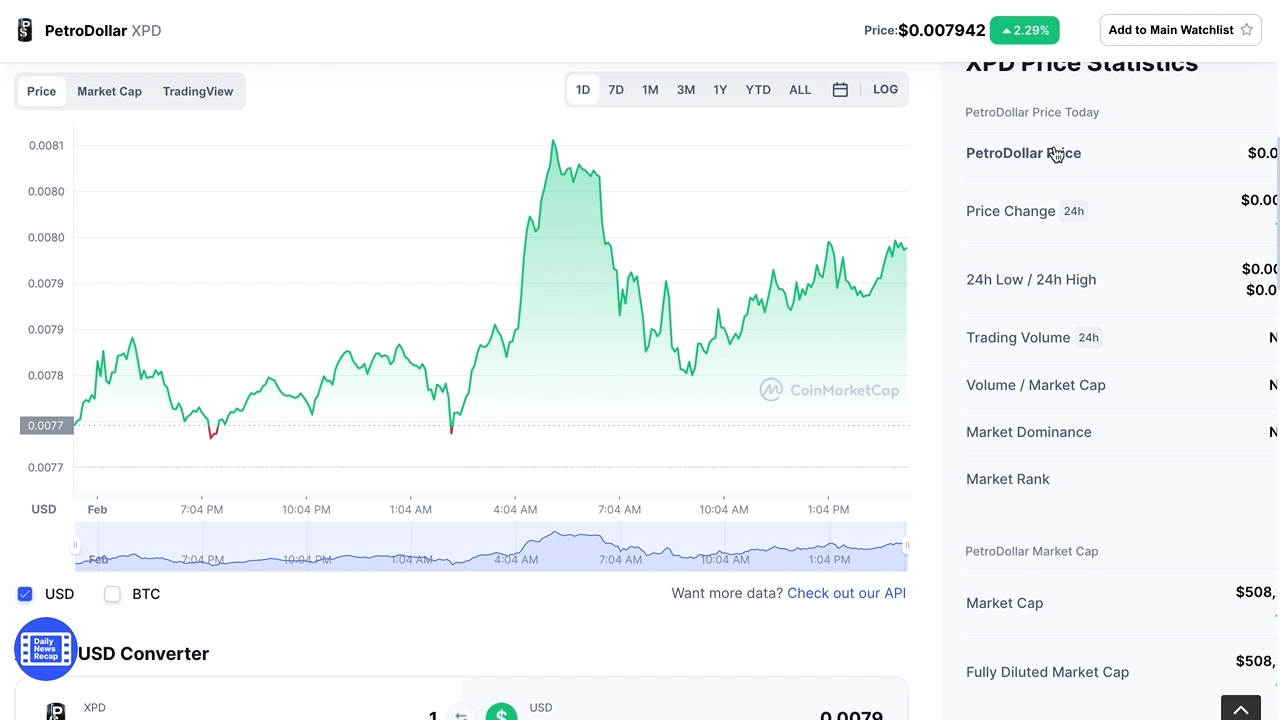 PetroDollar XPD
Price:$0.007942 2.29%
Add to Main Watchlist
Price Market Cap TradingView
1D 7D 1M 3M 1Y YTD ALL LOG
0.0081
0.0080
0.0080
0.0079
0.0079
0.0078
0.0077
0.0077
CoinMarketCap
USD Feb 7:04 PM 10:04 PM 1:04 AM 4:04 AM 7:04 AM 10:04 AM 1:04 PM
Feb 7:04 PM 10:04 PM 1:04 AM 4:04 AM 7:04 AM 10:04 AM 1:04 PM
USD BTC
Want more data? Check out our API
Daily
News
Recap
USD Converter
XPD 1
USD 0.0079
XPD Price Statistics
PetroDollar Price Today
PetroDollar Price $0.0
Price Change 24h $0.00
24h Low / 24h High $0.00
$0.0
Trading Volume 24h N
Volume / Market Cap N
Market Dominance N
Market Rank
PetroDollar Market Cap
Market Cap $508,
Fully Diluted Market Cap $508,